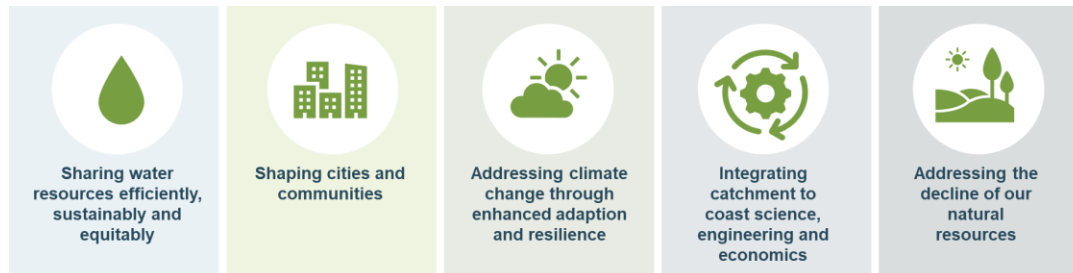 Sharing water
resources efficiently,
sustainably and
equitably
Shaping cities and
communities
Addressing climate
change through
enhanced adaption
and resilience
Integrating
catchment to
coast science,
engineering and
economics
Addressing the
decline of our
natural
resources